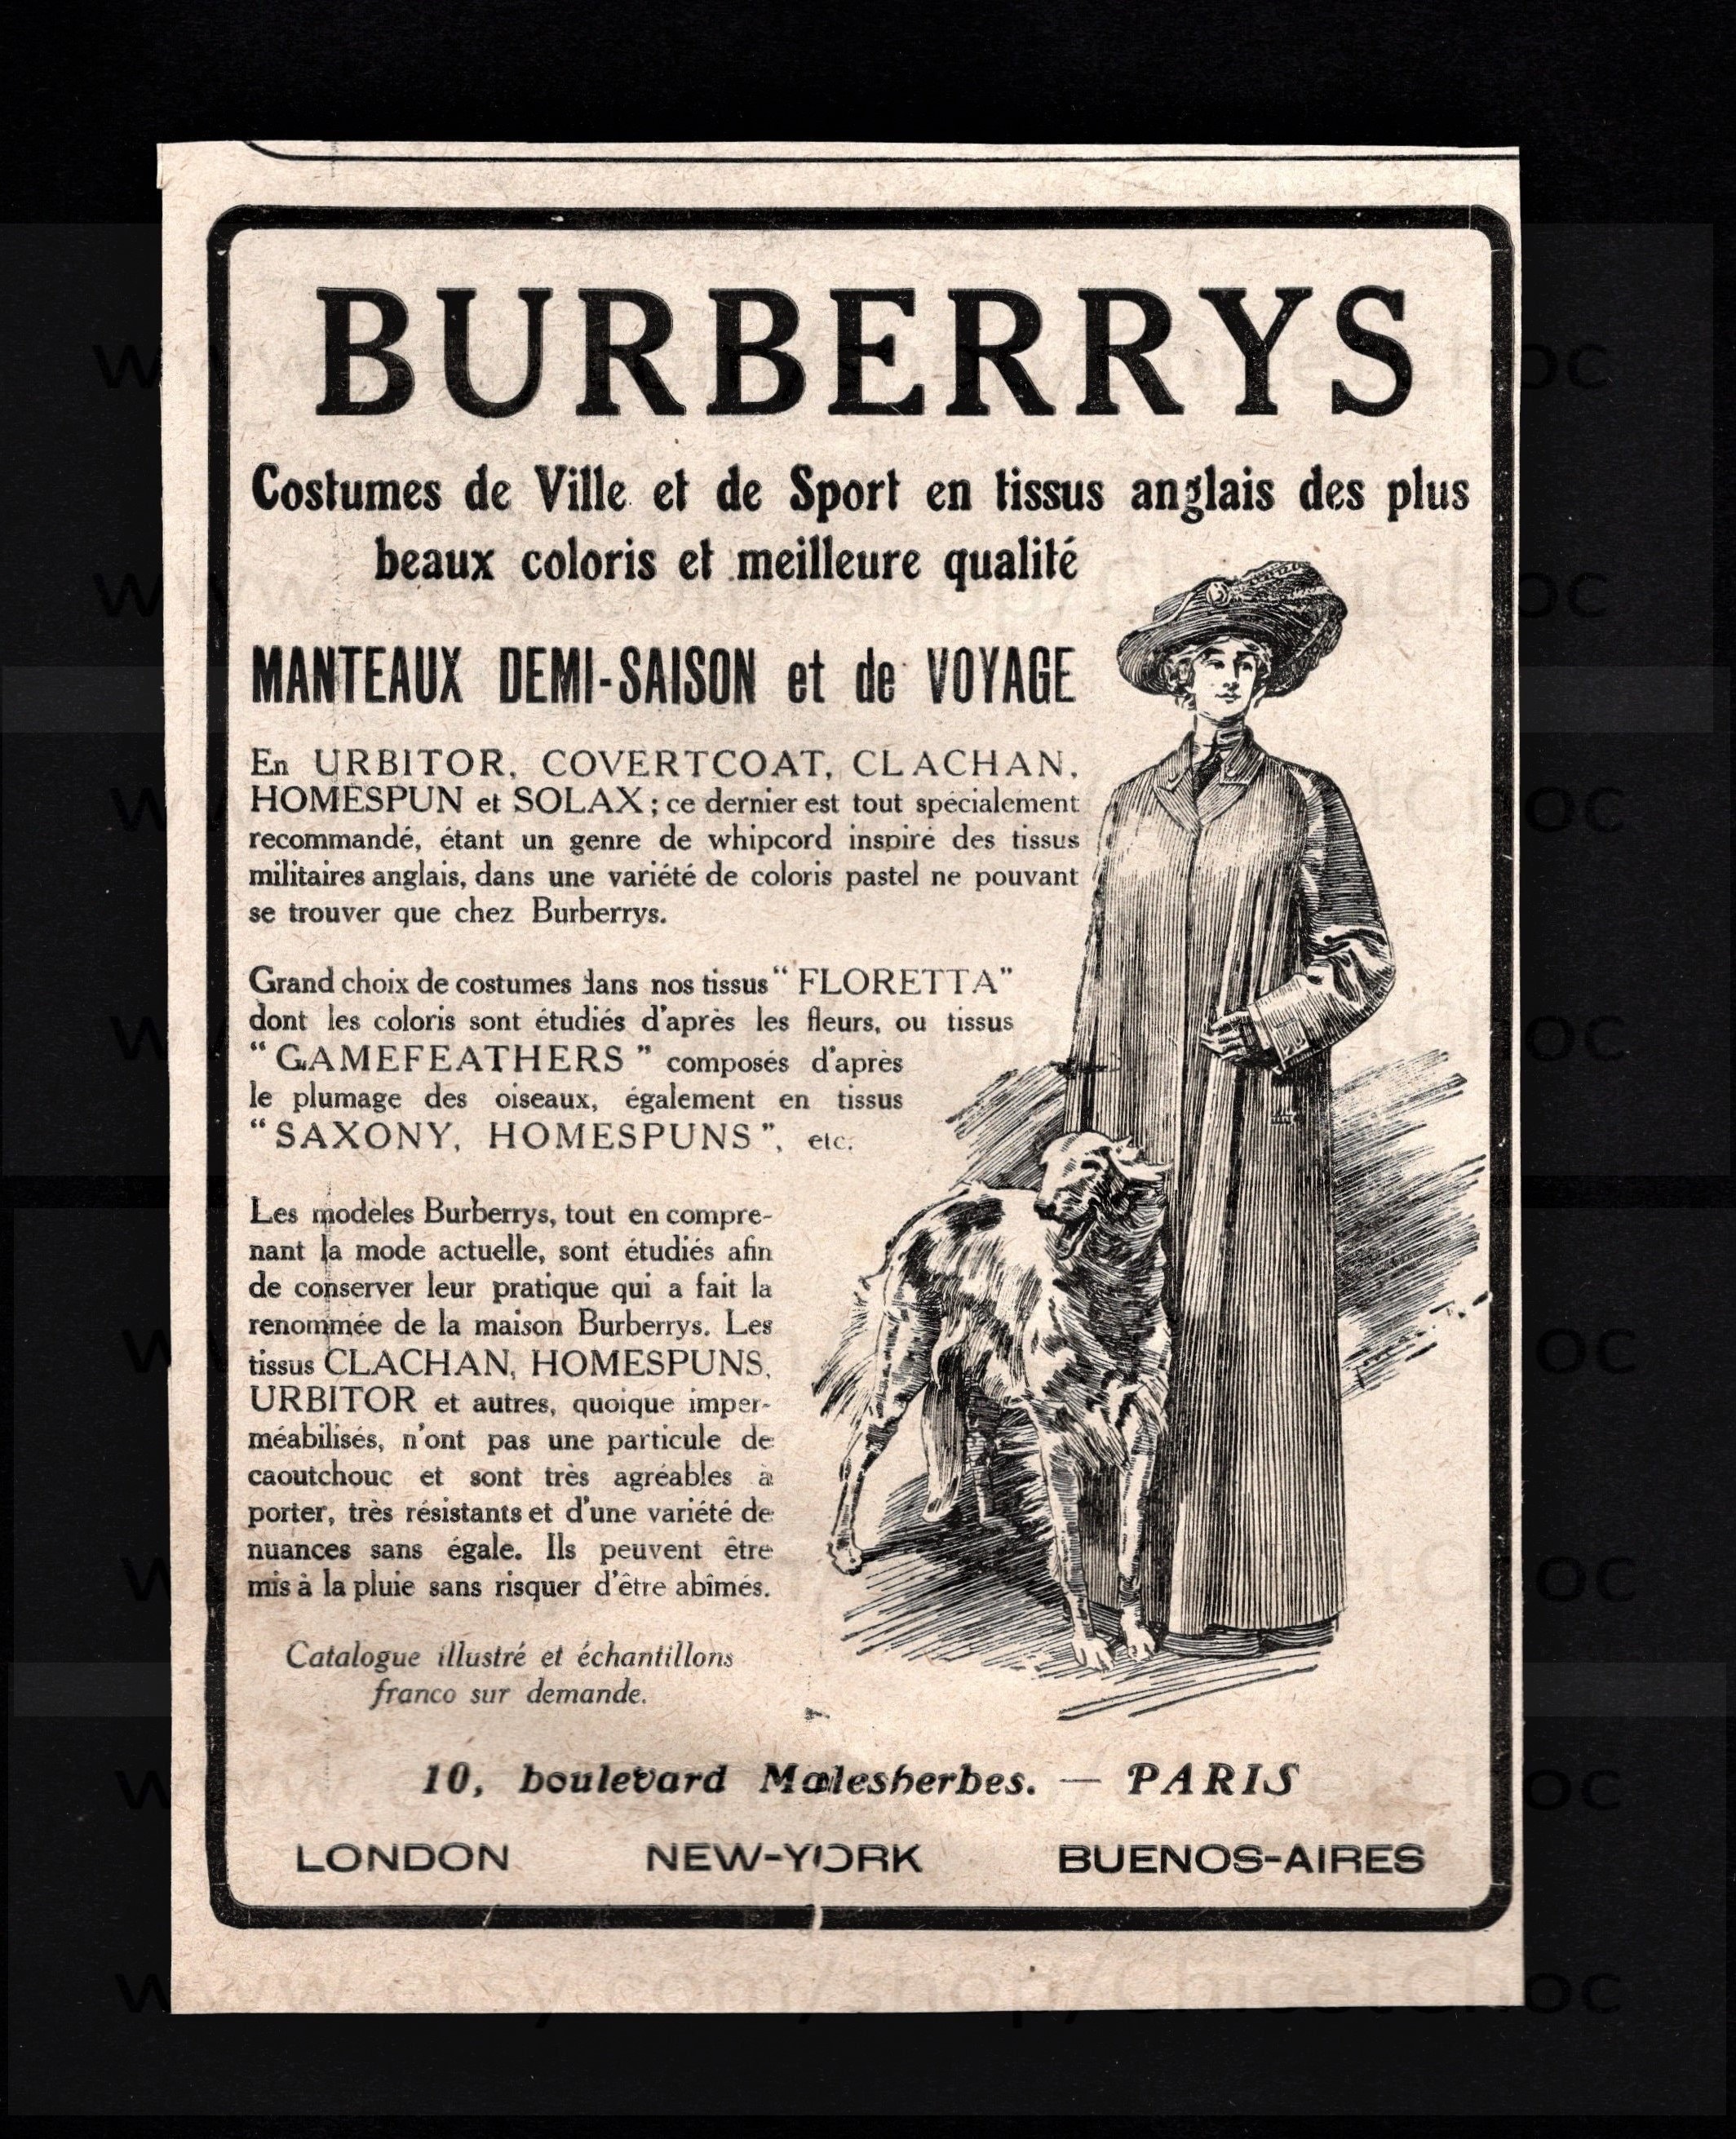 BURBERRYS
Costumes de Ville et de Sport en tissus anglais des plus
beaux coloris et meilleure qualité
MANTEAUX DEMI-SAISON et de VOYAGE
En URBITOR, COVERTCOAT, CLACHAN,
HOMESPUN et SOLAX ; ce dernier est tout spécialement
recommandé, étant un genre de whipcord inspiré des tissus
militaires anglais, dans une variété de coloris pastel ne pouvant
se trouver que chez Burberrys.
Grand choix de costumes dans nos tissus “ FLORETTA”
dont les coloris sont étudiés d'après les fleurs, ou tissus
“ GAMEFEATHERS ” composés d'après
le plumage des oiseaux, également en tissus
“ SAXONY, HOMESPUNS ”, etc.
Les modèles Burberrys, tout en compre-
nant la mode actuelle, sont étudiés afin
de conserver leur pratique qui a fait la
renommée de la maison Burberrys. Les
tissus CLACHAN, HOMESPUNS,
URBITOR et autres, quoique imper-
méabilisés, n'ont pas une particule de
caoutchouc et sont très agréables à
porter, très résistants et d'une variété de
nuances sans égale. Ils peuvent être
mis à la pluie sans risquer d'être abîmés.
Catalogue illustré et échantillons
franco sur demande.
10, boulevard Malesherbes. — PARIS
LONDON NEW-YORK BUENOS-AIRES
www.etsy.com/shop/ChicetChoc